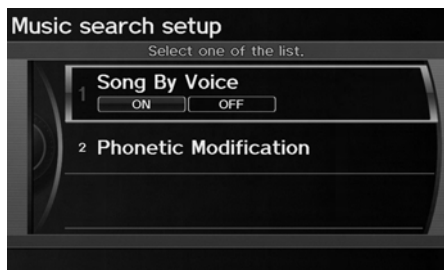 Music search setup
Select one of the list.
1 Song By Voice
ON OFF
2 Phonetic Modification